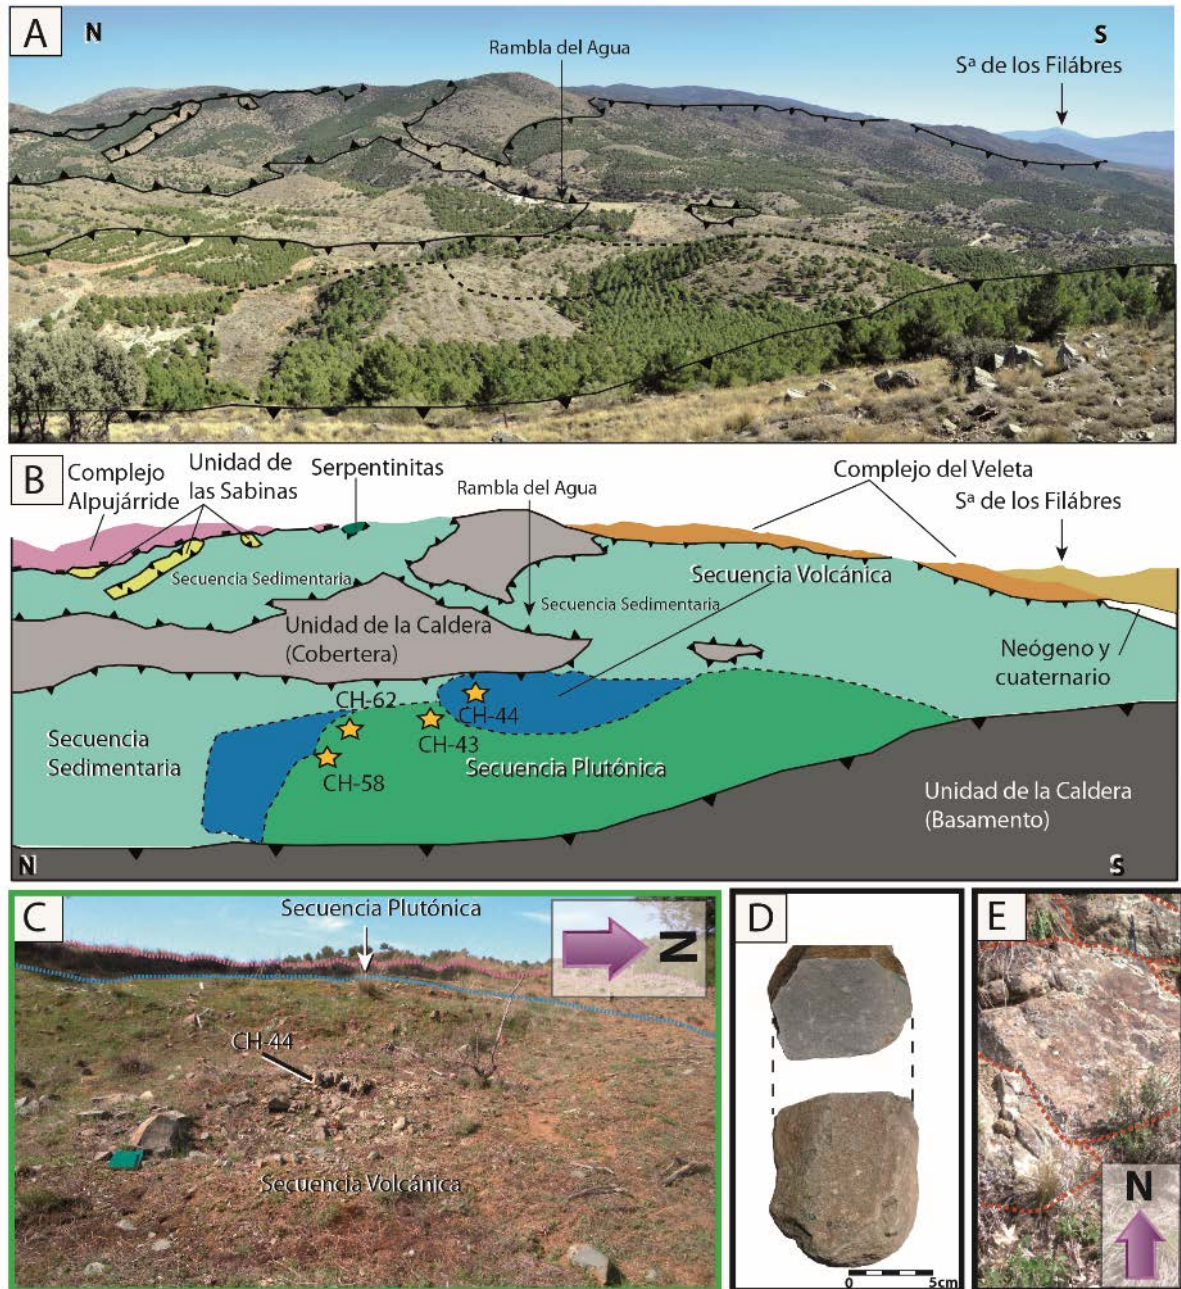 A
N
S
Rambla del Agua
Sª de los Filábres
B
Complejo
Alpujárride
Unidad de
las Sabinas
Serpentinitas
Rambla del Agua
Complejo del Veleta
Sª de los Filábres
Secuencia Sedimentaria
Secuencia Volcánica
Secuencia Sedimentaria
Unidad de la Caldera
(Cobertera)
Neógeno y
cuaternario
CH-62
CH-44
CH-43
CH-58
Secuencia
Sedimentaria
Secuencia Plutónica
Unidad de la Caldera
(Basamento)
N
S
C
Secuencia Plutónica
N
CH-44
Secuencia Volcánica
D
0 5cm
E
N